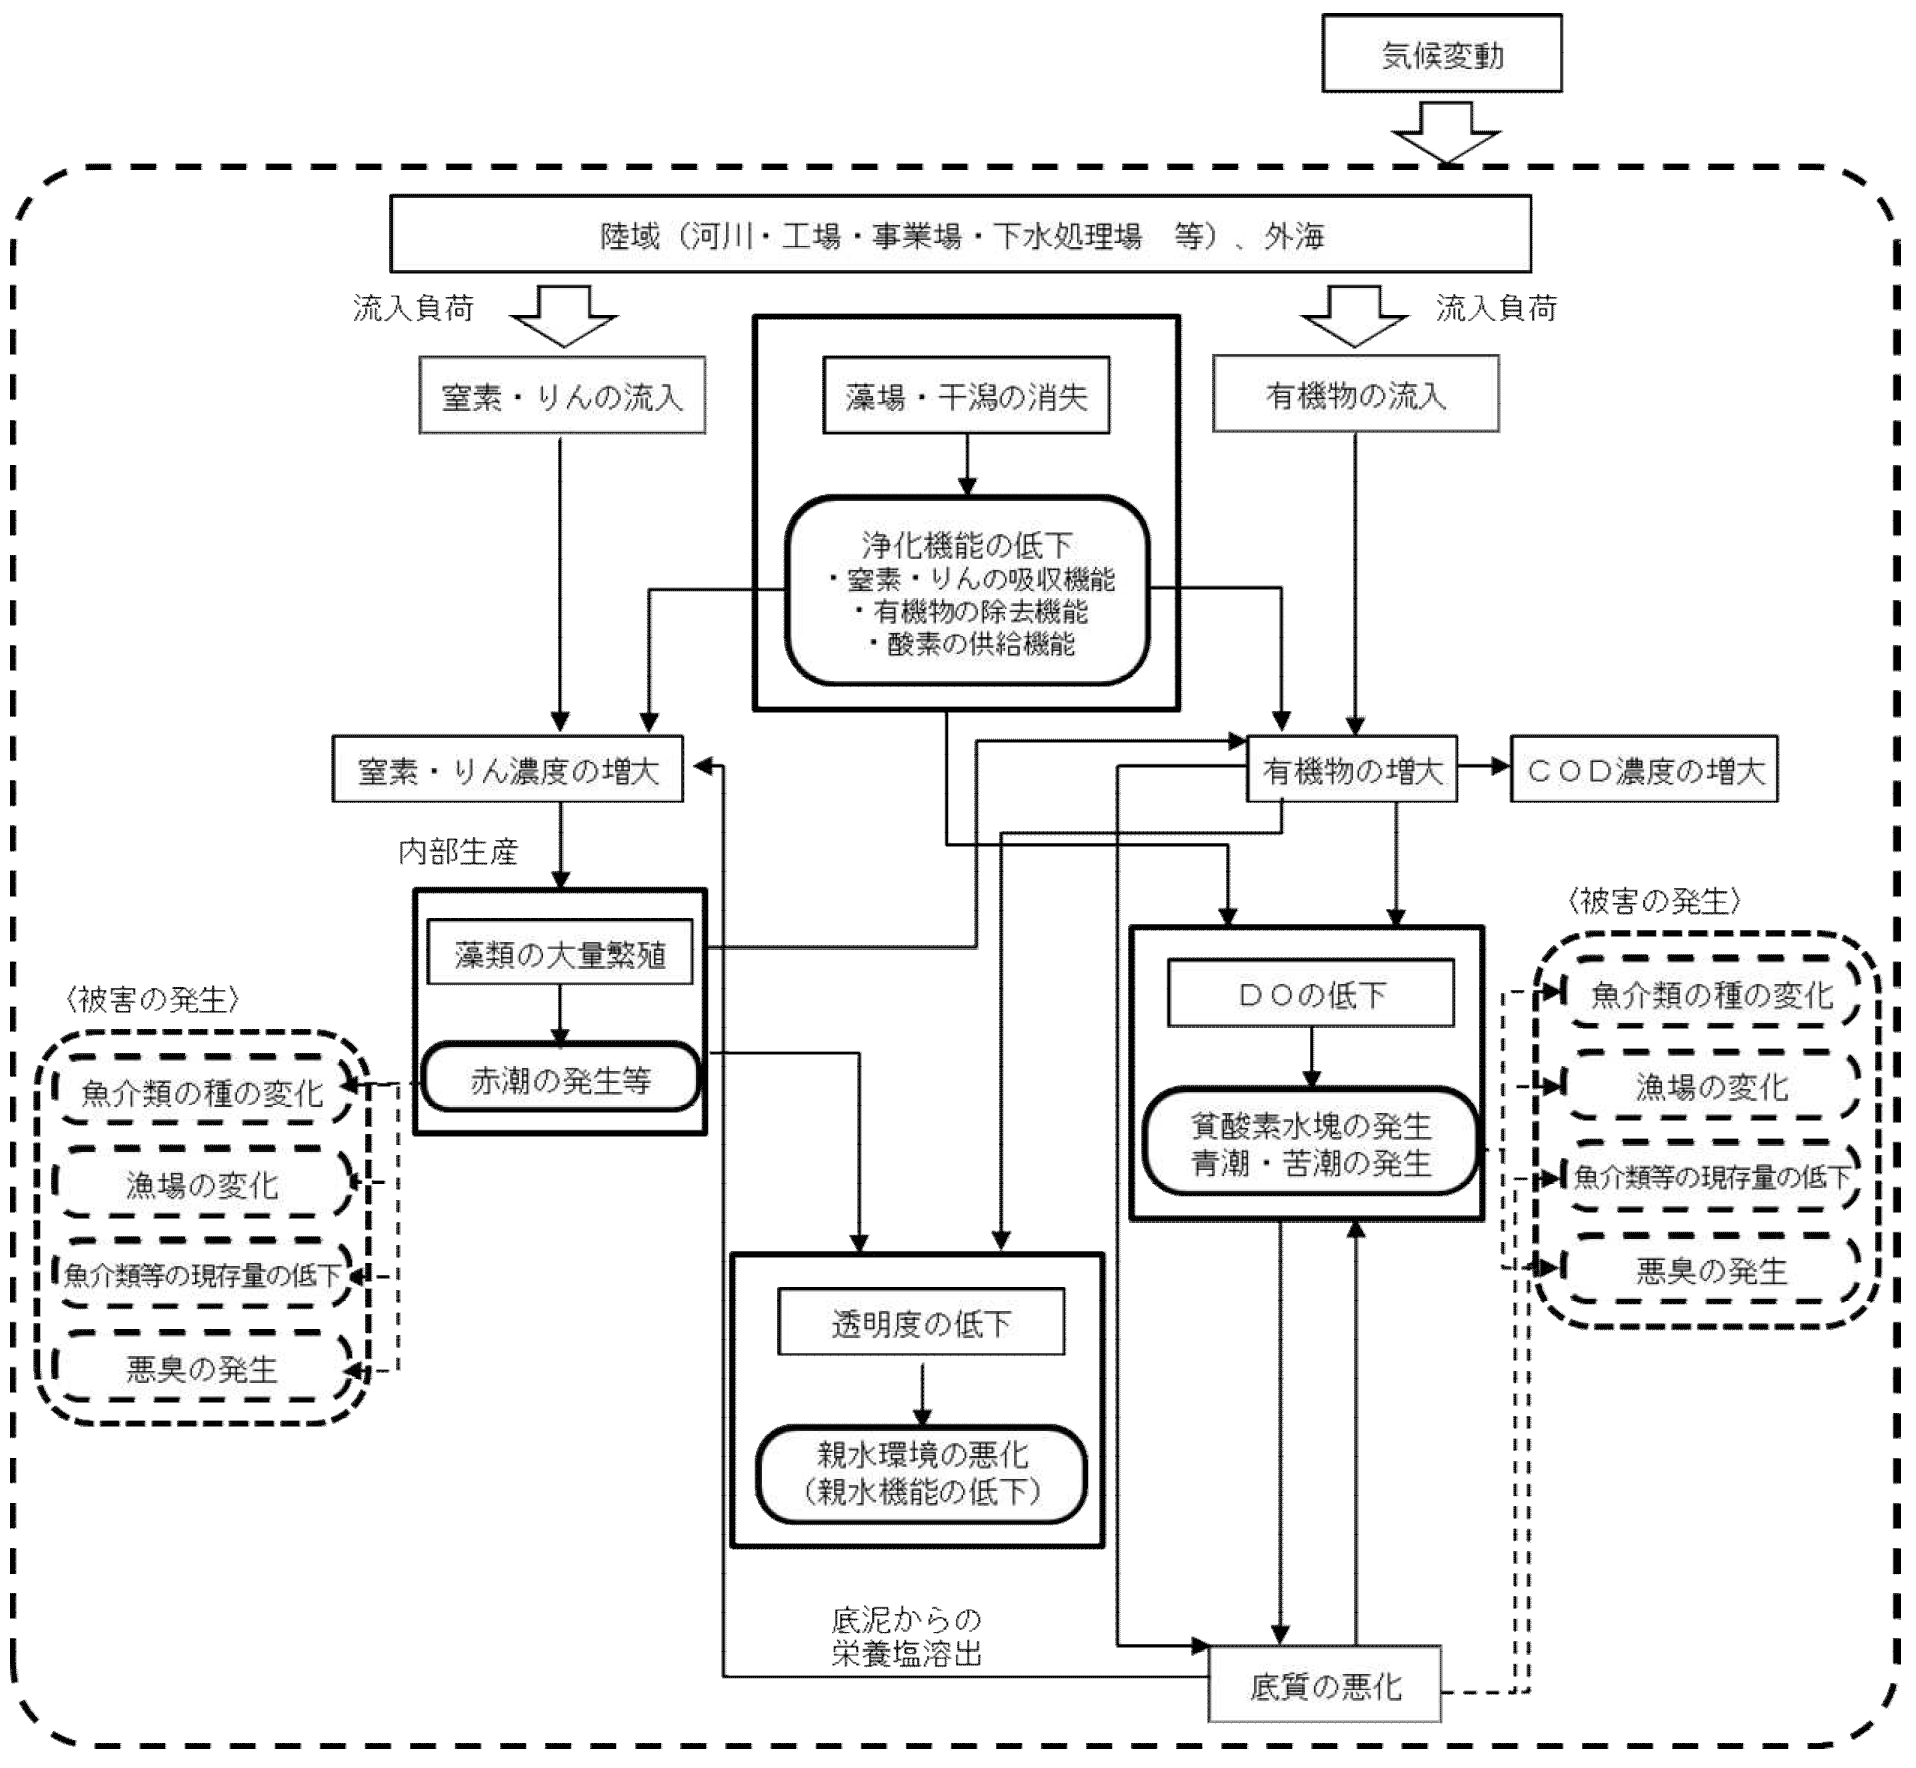 気候変動
陸域（河川・工場・事業場・下水処理場　等）、外海
流入負荷
流入負荷
窒素・りんの流入
藻場・干潟の消失
有機物の流入
浄化機能の低下
・窒素・りんの吸収機能
・有機物の除去機能
・酸素の供給機能
窒素・りん濃度の増大
有機物の増大
ＣＯＤ濃度の増大
内部生産
〈被害の発生〉
藻類の大量繁殖
ＤＯの低下
魚介類の種の変化
〈被害の発生〉
赤潮の発生等
魚介類の種の変化
漁場の変化
貧酸素水塊の発生
青潮・苦潮の発生
漁場の変化
魚介類等の現存量の低下
魚介類等の現存量の低下
悪臭の発生
透明度の低下
悪臭の発生
親水環境の悪化
（親水機能の低下）
底泥からの
栄養塩溶出
底質の悪化